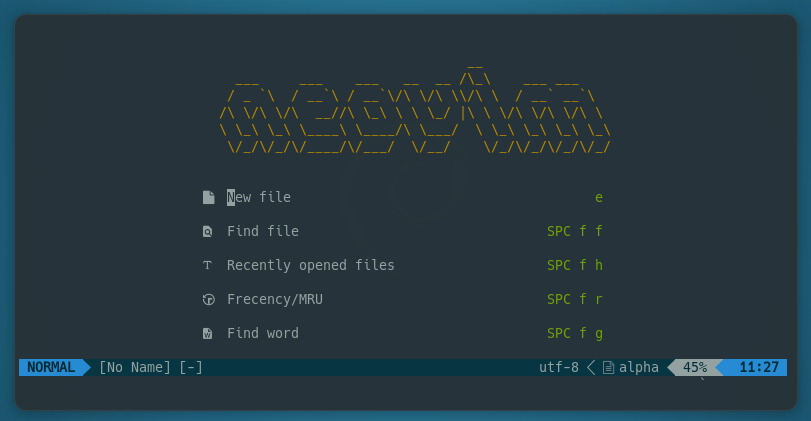 neovim
New file e
Find file SPC f f
Recently opened files SPC f h
Frecency/MRU SPC f r
Find word SPC f g
NORMAL [No Name] [-] utf-8 alpha 45% 11:27